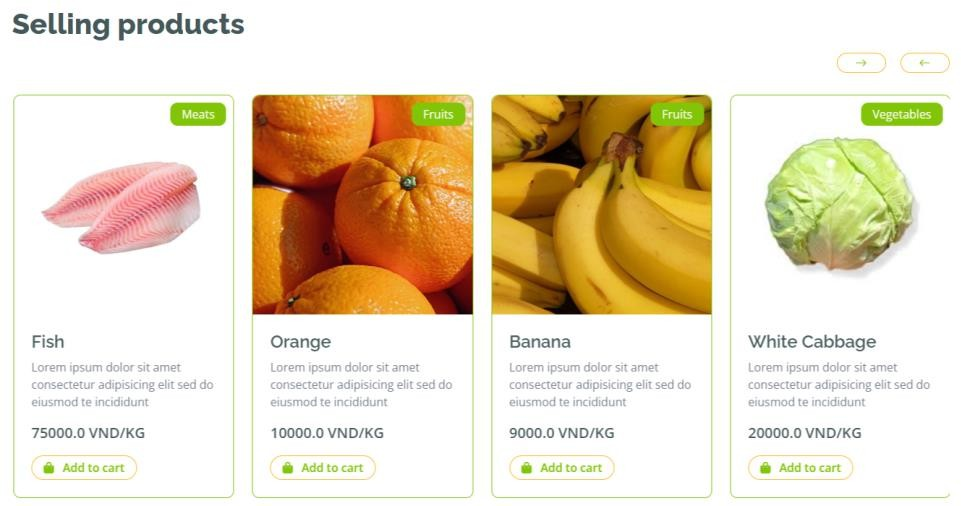 Selling products
→ ←
Meats
Fish
Lorem ipsum dolor sit amet
consectetur adipisicing elit sed do
eiusmod te incididunt
75000.0 VND/KG
Add to cart
Fruits
Orange
Lorem ipsum dolor sit amet
consectetur adipisicing elit sed do
eiusmod te incididunt
10000.0 VND/KG
Add to cart
Fruits
Banana
Lorem ipsum dolor sit amet
consectetur adipisicing elit sed do
eiusmod te incididunt
9000.0 VND/KG
Add to cart
Vegetables
White Cabbage
Lorem ipsum dolor sit amet
consectetur adipisicing elit sed do
eiusmod te incididunt
20000.0 VND/KG
Add to cart